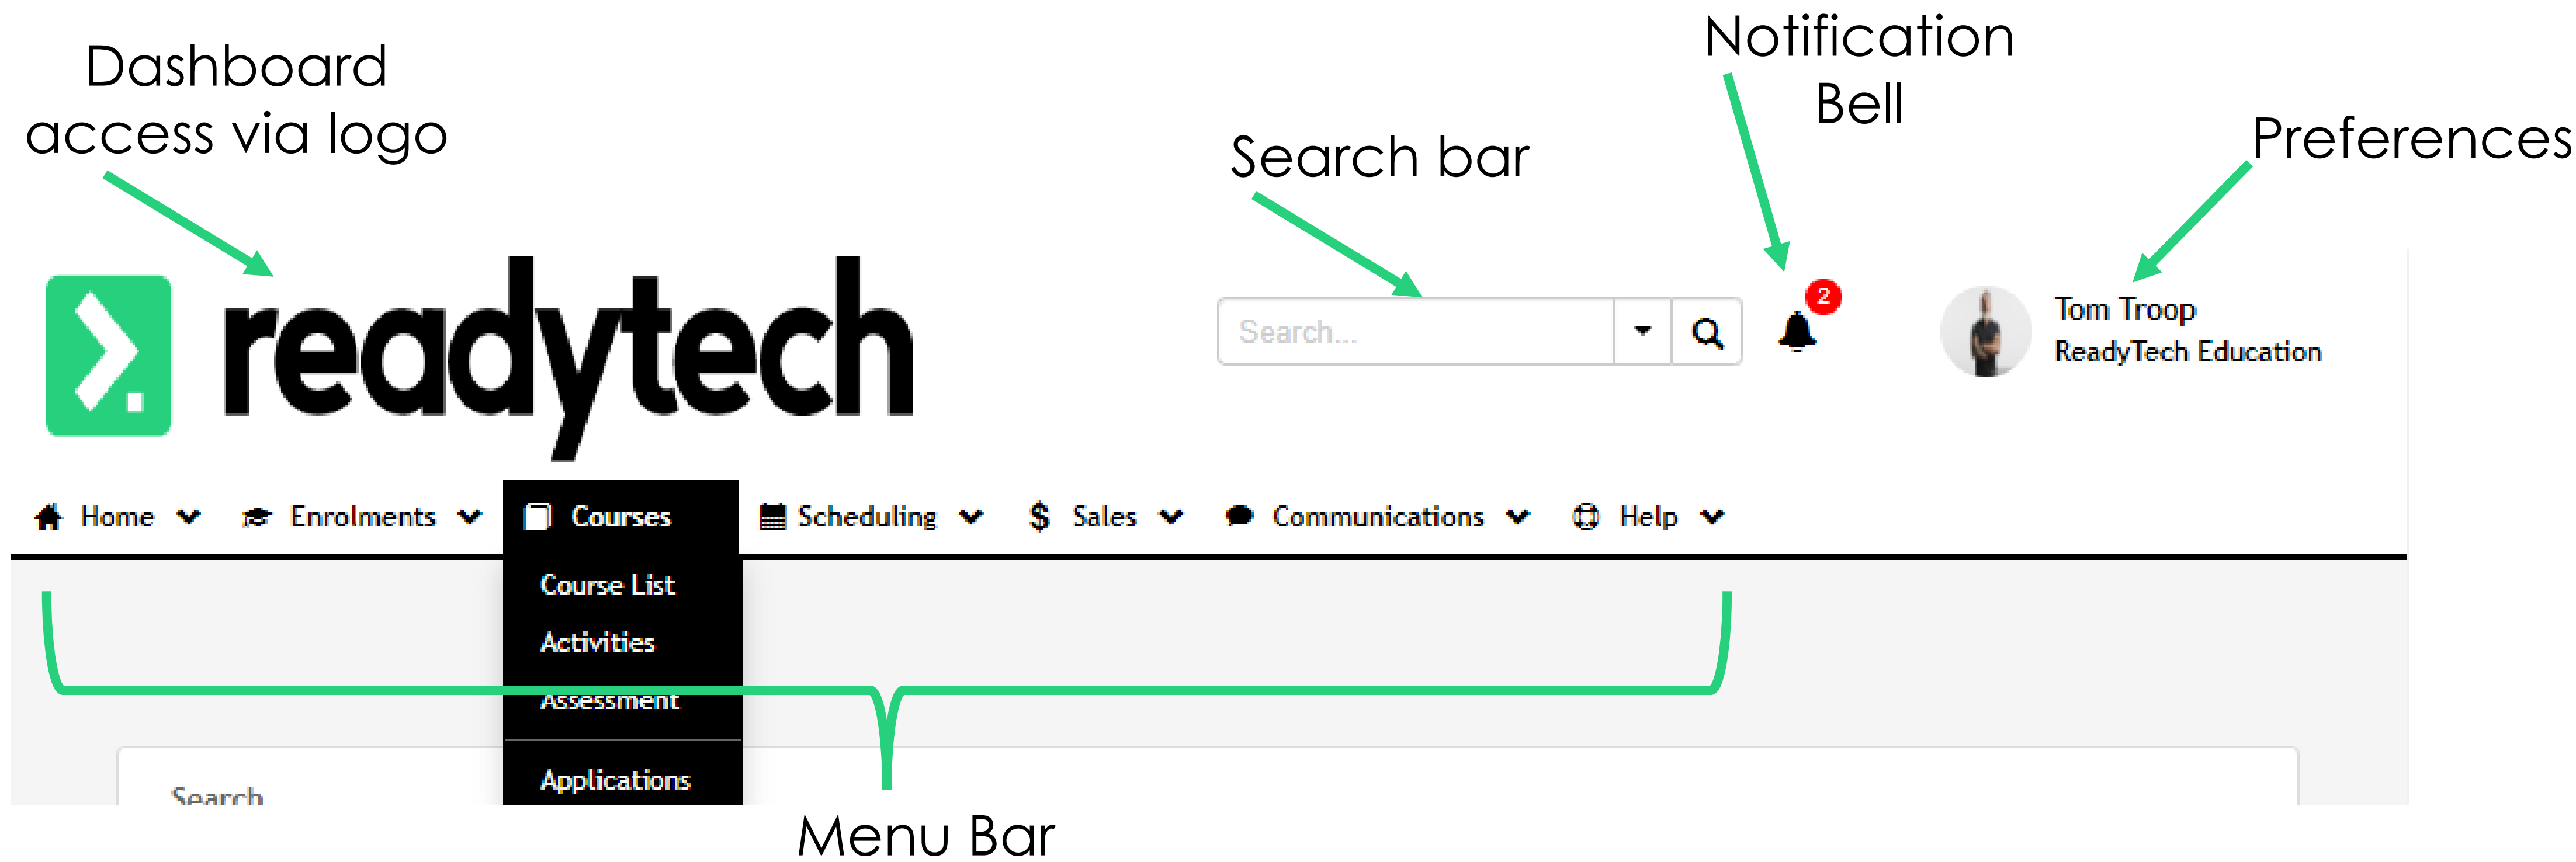 Dashboard
access via logo
Search bar
Notification
Bell
Preferences
readytech
Search...
2
Tom Troop
ReadyTech Education
Home
Enrolments
Courses
Scheduling
$ Sales
Communications
Help
Course List
Activities
Assessment
Applications
Search
Menu Bar